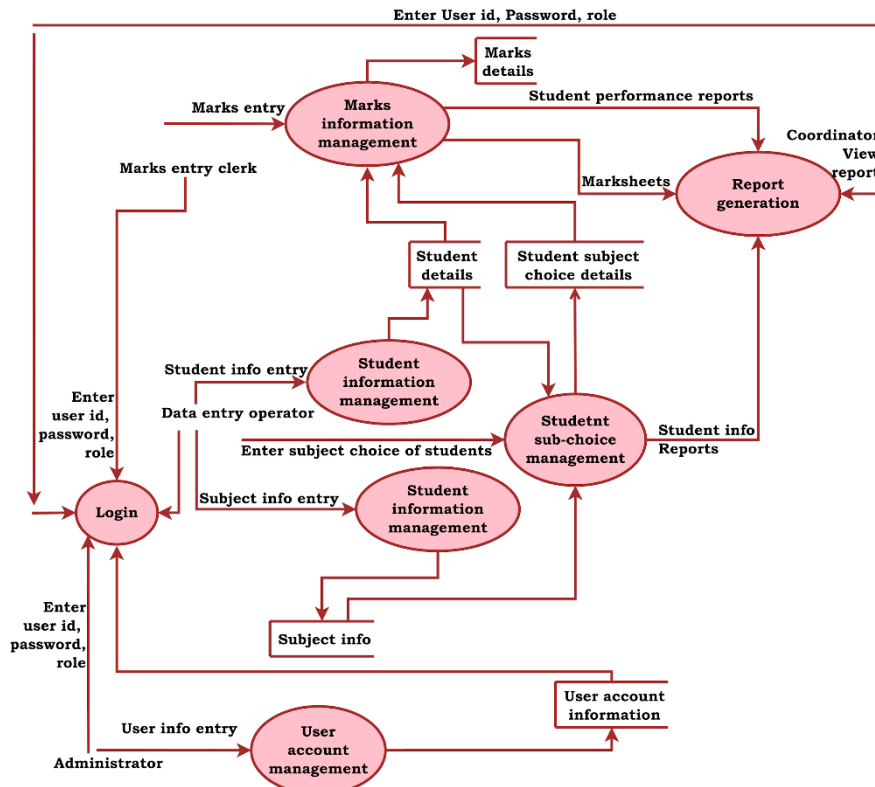 Enter User id, Password, role
Marks
details
Marks entry
Marks
information
management
Student performance reports
Coordinator
View
report
Marksheets
Report
generation
Marks entry clerk
Student
details
Student subject
choice details
Student info entry
Student
information
management
Enter
user id,
password,
role
Data entry operator
Enter subject choice of students
Studetnt
sub-choice
management
Student info
Reports
Login
Subject info entry
Student
information
management
Enter
user id,
password,
role
Subject info
User account
information
User info entry
User
account
management
Administrator